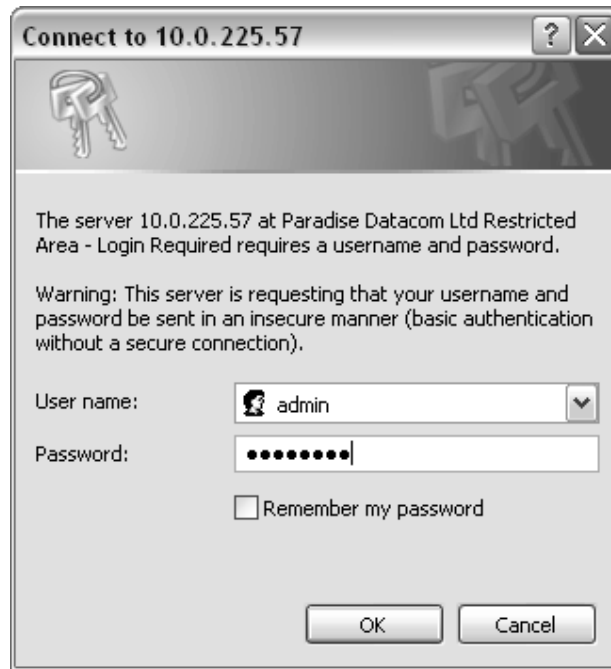 Connect to 10.0.225.57
The server 10.0.225.57 at Paradise Datacom Ltd Restricted
Area - Login Required requires a username and password.
Warning: This server is requesting that your username and
password be sent in an insecure manner (basic authentication
without a secure connection).
User name:
admin
Password:
••••••••
Remember my password
OK
Cancel